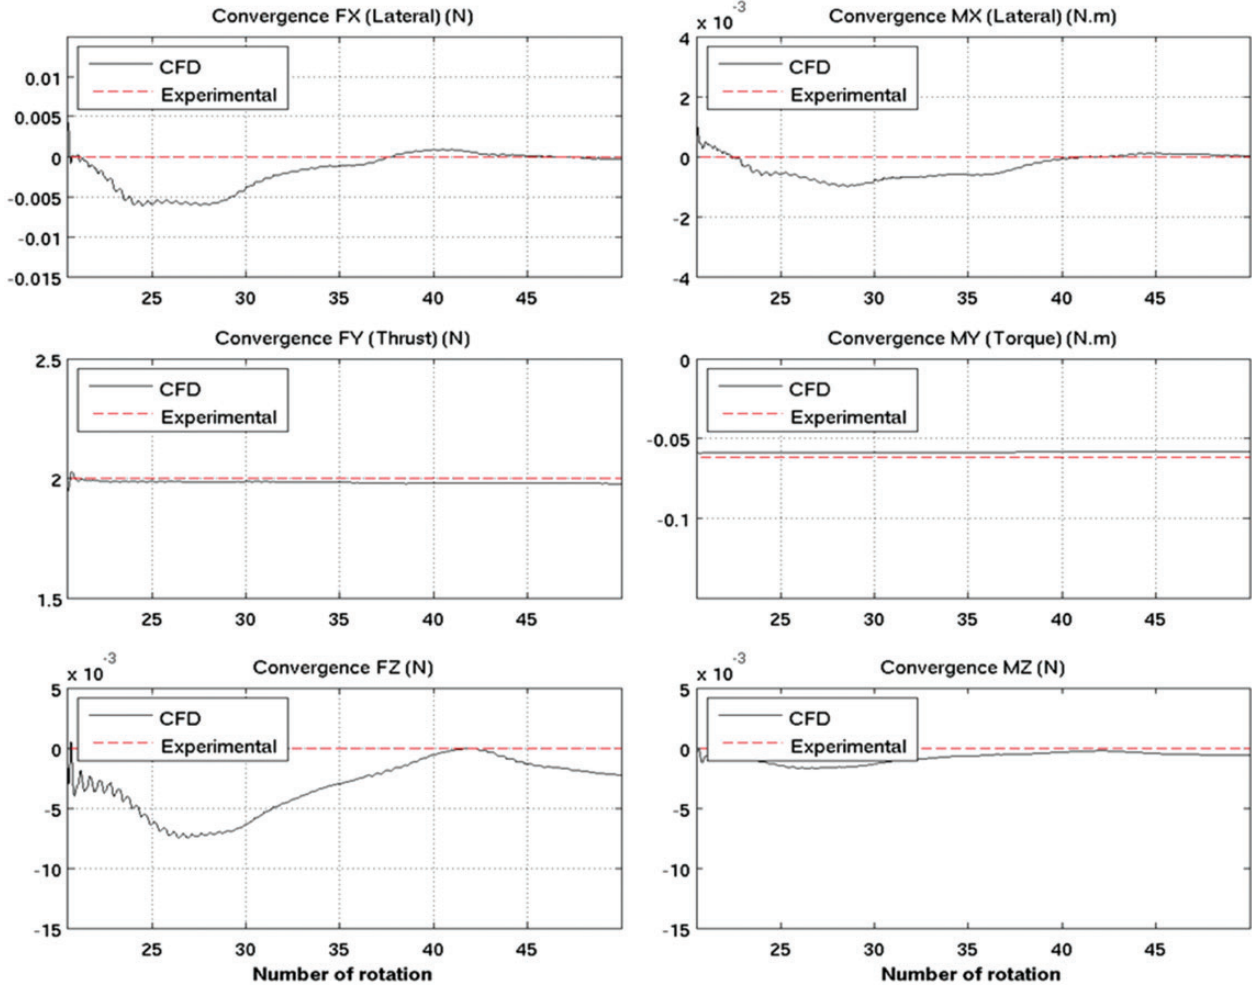 Convergence FX (Lateral) (N)
CFD
Experimental
0.01
0.005
0
-0.005
-0.01
-0.015
25 30 35 40 45
Convergence MX (Lateral) (N.m)
x 10-3
CFD
Experimental
4
2
0
-2
-4
25 30 35 40 45
Convergence FY (Thrust) (N)
CFD
Experimental
2.5
2
1.5
25 30 35 40 45
Convergence MY (Torque) (N.m)
CFD
Experimental
0
-0.05
-0.1
25 30 35 40 45
Convergence FZ (N)
x 10-3
CFD
Experimental
5
0
-5
-10
-15
25 30 35 40 45
Number of rotation
Convergence MZ (N)
x 10-3
CFD
Experimental
5
0
-5
-10
-15
25 30 35 40 45
Number of rotation